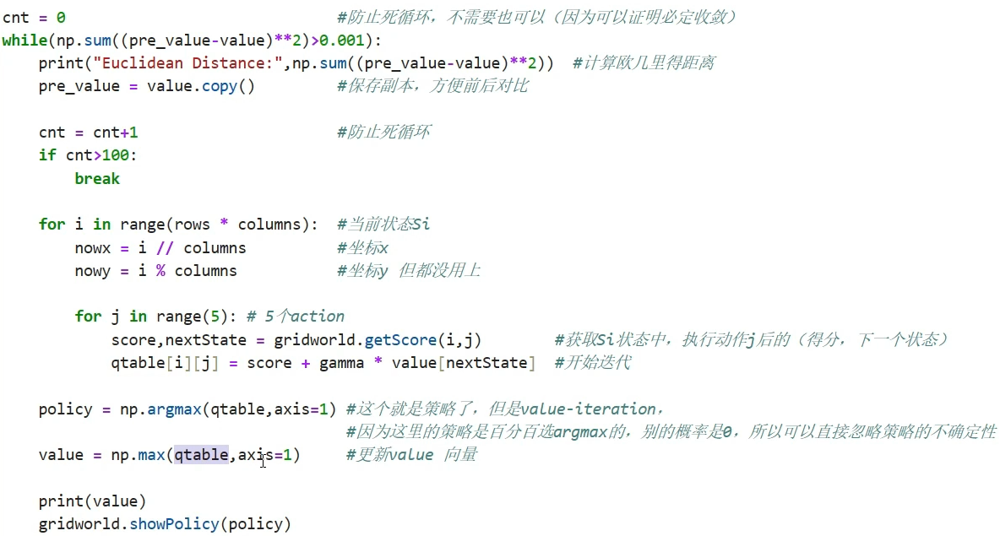 cnt = 0 #防止死循环，不需要也可以（因为可以证明必定收敛）
while(np.sum((pre_value-value)**2)>0.001):
print("Euclidean Distance:",np.sum((pre_value-value)**2)) #计算欧几里得距离
pre_value = value.copy() #保存副本，方便前后对比
cnt = cnt+1 #防止死循环
if cnt>100:
break
for i in range(rows * columns): #当前状态Si
nowx = i // columns #坐标x
nowy = i % columns #坐标y 但都没用上
for j in range(5): # 5个action
score,nextState = gridworld.getScore(i,j) #获取Si状态中，执行动作j后的（得分，下一个状态）
qtable[i][j] = score + gamma * value[nextState] #开始迭代
policy = np.argmax(qtable,axis=1) #这个就是策略了，但是value-iteration，
#因为这里的策略是百分百选argmax的，别的概率是0，所以可以直接忽略策略的不确定性
value = np.max(qtable,axis=1) #更新value 向量
print(value)
gridworld.showPolicy(policy)